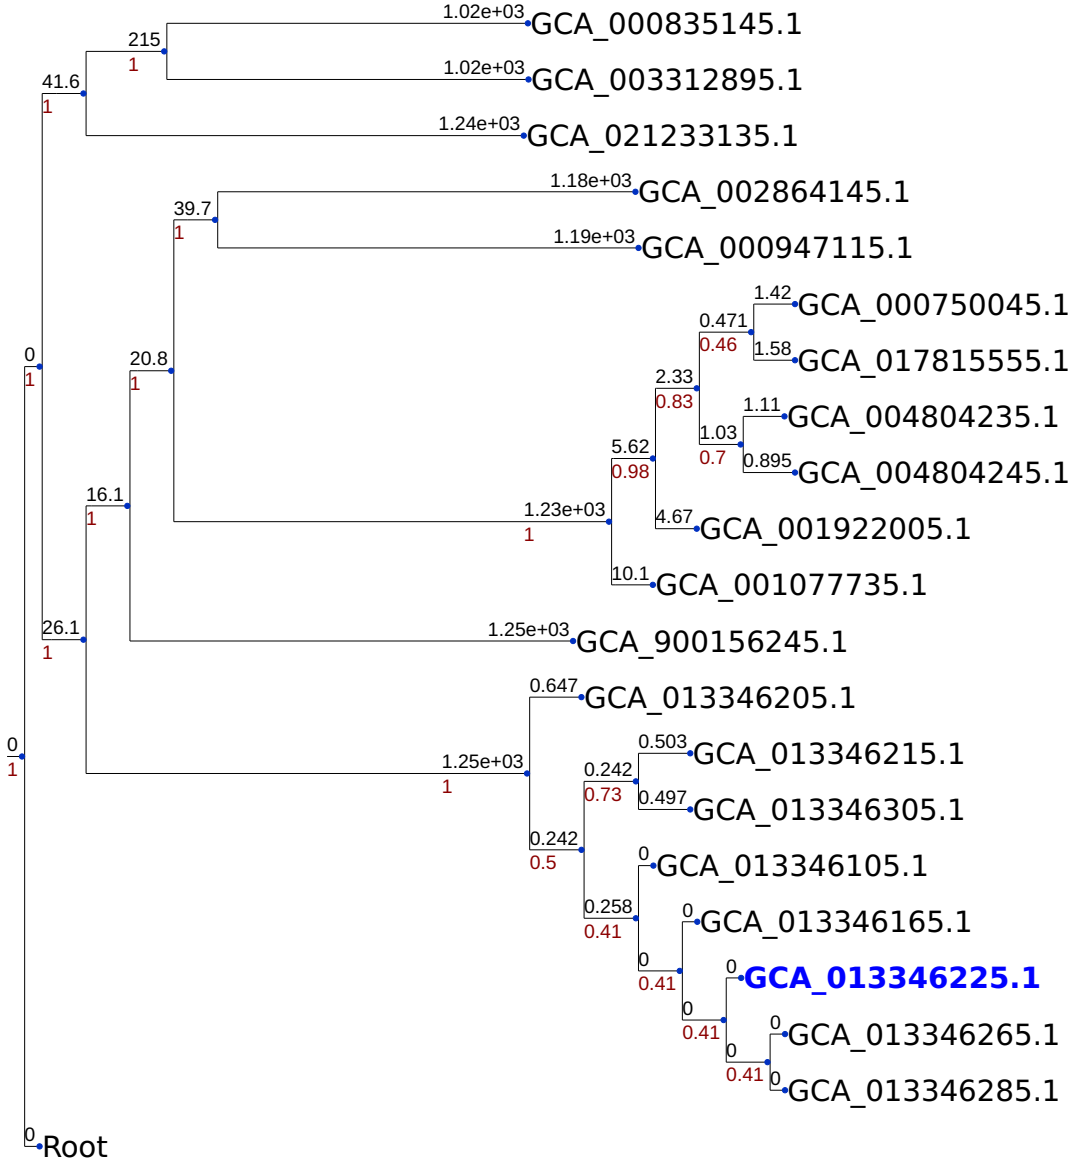 1.02e+03 GCA_000835145.1
215
1
1.02e+03 GCA_003312895.1
41.6
1
1.24e+03 GCA_021233135.1
1.18e+03 GCA_002864145.1
39.7
1
1.19e+03 GCA_000947115.1
1.42 GCA_000750045.1
0.471
0.46
1.58 GCA_017815555.1
0
1
20.8
1
2.33
0.83
1.11 GCA_004804235.1
1.03
0.7
0.895 GCA_004804245.1
5.62
0.98
16.1
1
1.23e+03
1
4.67 GCA_001922005.1
10.1 GCA_001077735.1
26.1
1
1.25e+03 GCA_900156245.1
0.647 GCA_013346205.1
0
1
0.503 GCA_013346215.1
1.25e+03
1
0.242
0.73
0.497 GCA_013346305.1
0.242
0.5
0 GCA_013346105.1
0.258
0.41
0 GCA_013346165.1
0
0.41
0 GCA_013346225.1
0
0.41
0 GCA_013346265.1
0
0.41
0 GCA_013346285.1
0 Root